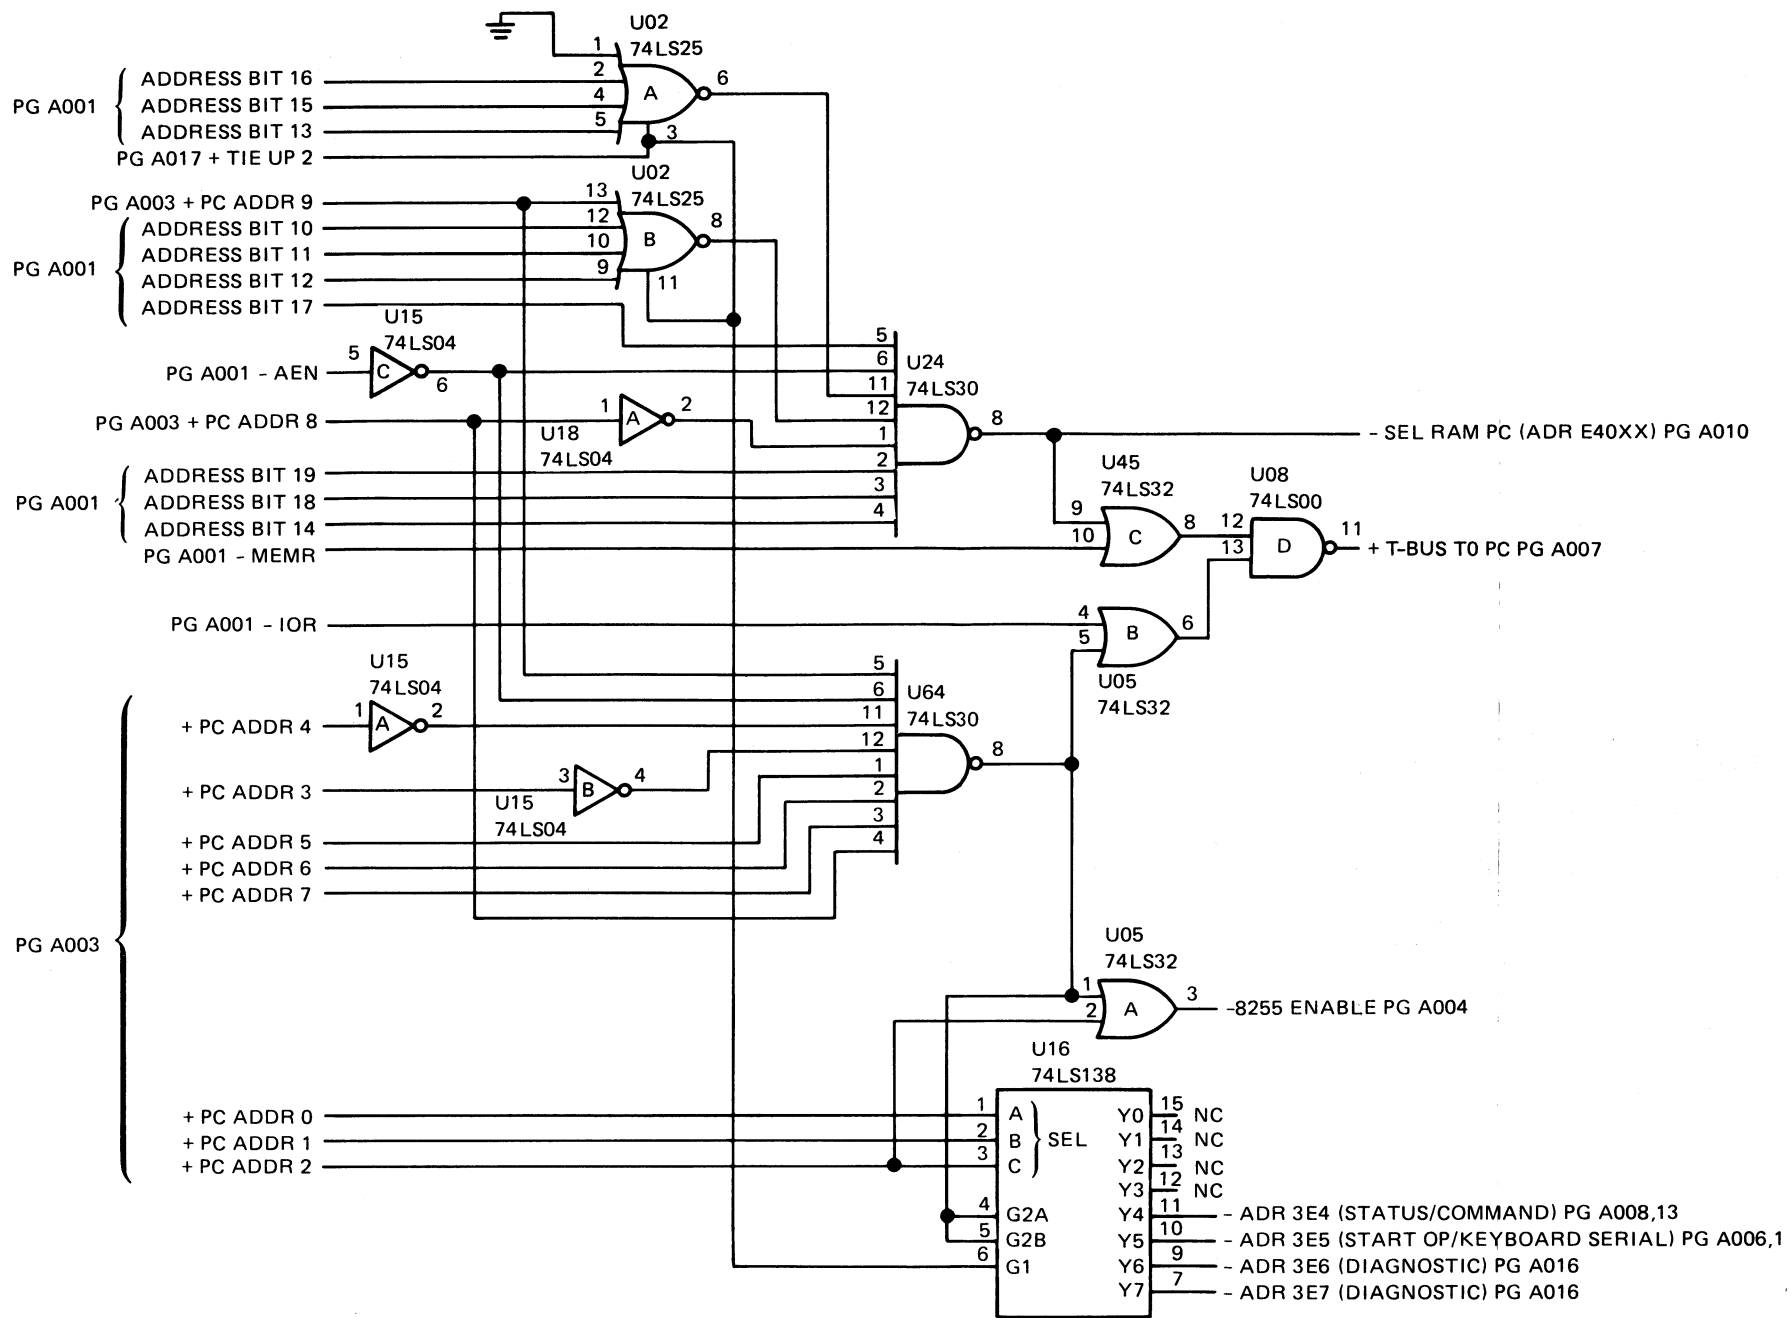 U02
74LS25
1
ADDRESS BIT 16
2
6
PG A001
ADDRESS BIT 15
4
A
ADDRESS BIT 13
5
3
PG A017 + TIE UP 2
U02
74LS25
PG A003 + PC ADDR 9
13
ADDRESS BIT 10
12
8
ADDRESS BIT 11
10
B
PG A001
ADDRESS BIT 12
9
11
ADDRESS BIT 17
U15
74LS04
5
5
C
6
PG A001 - AEN
6
U24
74LS30
11
PG A003 + PC ADDR 8
1
A
2
12
8
U18
74LS04
1
- SEL RAM PC (ADR E40XX) PG A010
ADDRESS BIT 19
2
PG A001
ADDRESS BIT 18
3
ADDRESS BIT 14
4
U45
74LS32
U08
74LS00
9
8
12
11
10
C
13
D
PG A001 - MEMR
+ T-BUS T0 PC PG A007
PG A001 - IOR
4
B
6
5
U05
74LS32
U15
74LS04
5
6
U64
74LS30
+ PC ADDR 4
1
A
2
11
12
8
+ PC ADDR 3
3
B
4
1
U15
74LS04
2
+ PC ADDR 5
3
+ PC ADDR 6
4
+ PC ADDR 7
PG A003
U05
74LS32
1
3
2
A
-8255 ENABLE PG A004
U16
74LS138
+ PC ADDR 0
1
A
Y0
15
NC
+ PC ADDR 1
2
B
SEL
Y1
14
NC
+ PC ADDR 2
3
C
Y2
13
NC
Y3
12
NC
4
G2A
Y4
11
- ADR 3E4 (STATUS/COMMAND) PG A008,13
5
G2B
Y5
10
- ADR 3E5 (START OP/KEYBOARD SERIAL) PG A006,1
6
G1
Y6
9
- ADR 3E6 (DIAGNOSTIC) PG A016
Y7
7
- ADR 3E7 (DIAGNOSTIC) PG A016